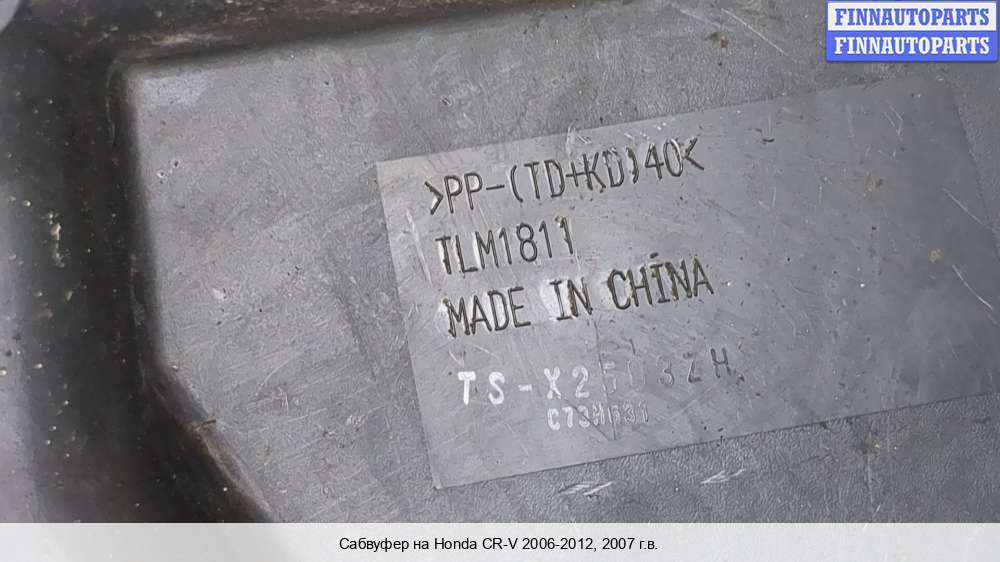 FINNAUTOPARTS
FINNAUTOPARTS
>PP-(TD+KD)40<
TLM1811
MADE IN CHINA
Сабвуфер на Honda CR-V 2006-2012, 2007 г.в.